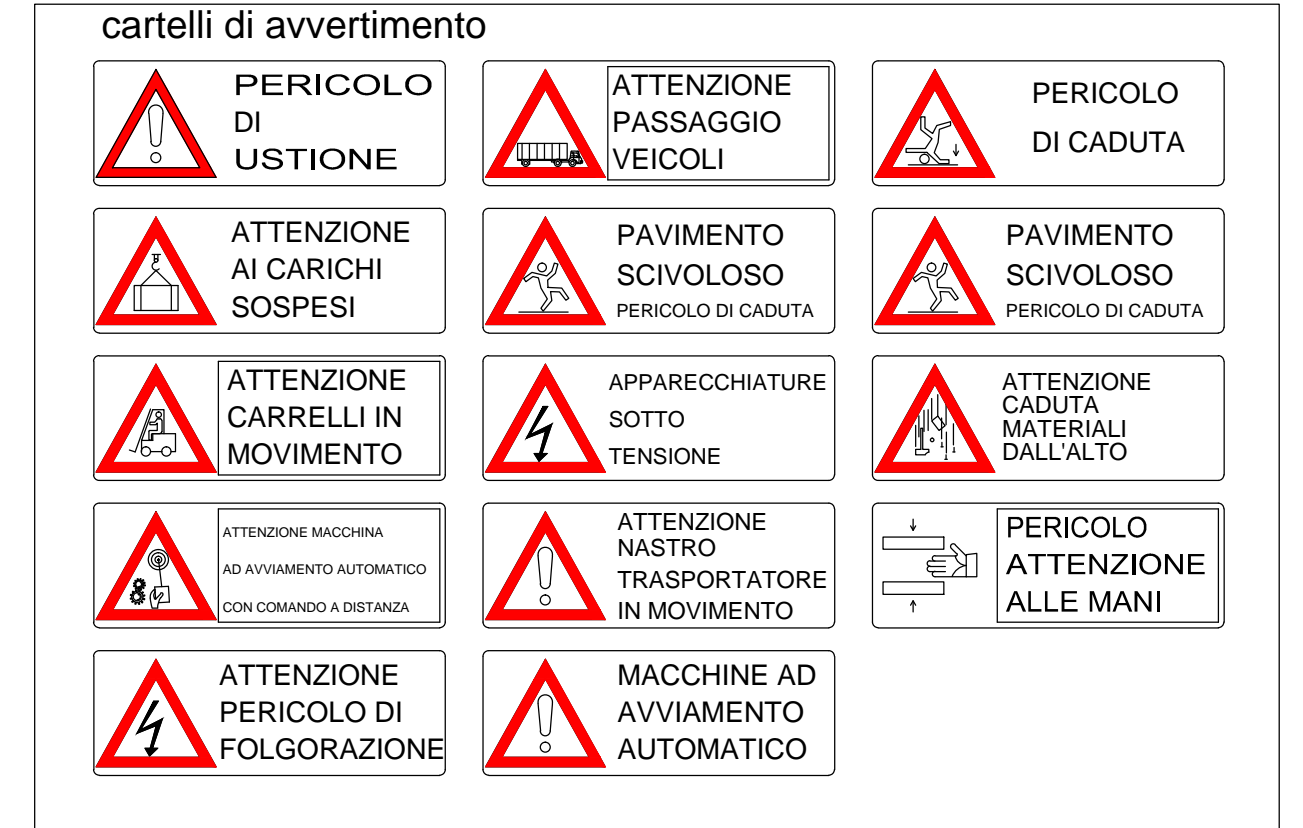 cartelli di avvertimento
PERICOLO
DI
USTIONE
ATTENZIONE
PASSAGGIO
VEICOLI
PERICOLO
DI CADUTA
ATTENZIONE
AI CARICHI
SOSPESI
PAVIMENTO
SCIVOLOSO
PERICOLO DI CADUTA
PAVIMENTO
SCIVOLOSO
PERICOLO DI CADUTA
ATTENZIONE
CARRELLI IN
MOVIMENTO
APPARECCHIATURE
SOTTO
TENSIONE
ATTENZIONE
CADUTA
MATERIALI
DALL'ALTO
ATTENZIONE MACCHINA
AD AVVIAMENTO AUTOMATICO
CON COMANDO A DISTANZA
ATTENZIONE
NASTRO
TRASPORTATORE
IN MOVIMENTO
PERICOLO
ATTENZIONE
ALLE MANI
ATTENZIONE
PERICOLO DI
FOLGORAZIONE
MACCHINE AD
AVVIAMENTO
AUTOMATICO